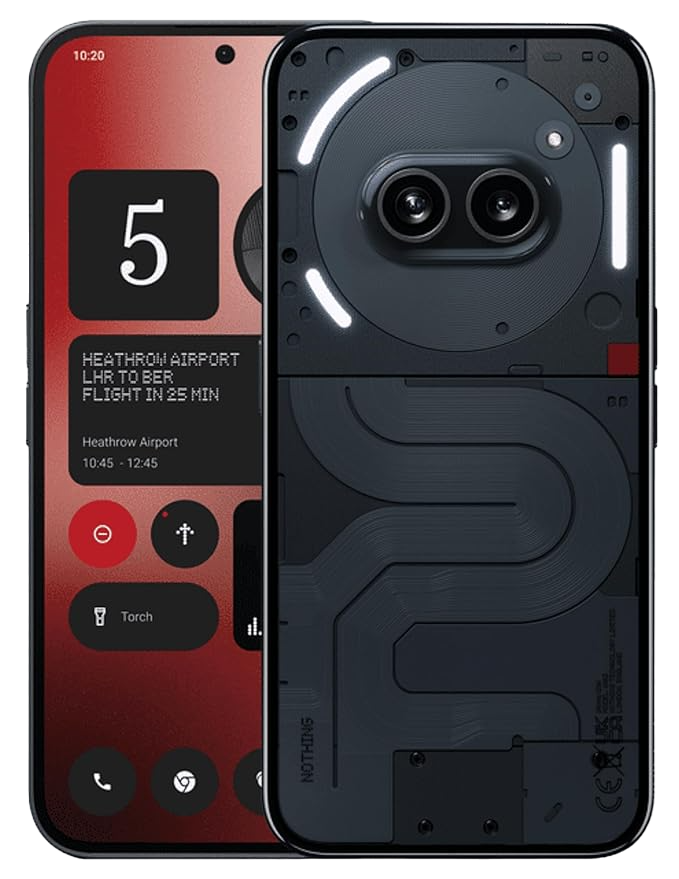 10:20
5
HEATHROW AIRPORT
LHR TO BER
FLIGHT IN 25 MIN
Heathrow Airport
10:45 - 12:45
Torch
NOTHING
CE